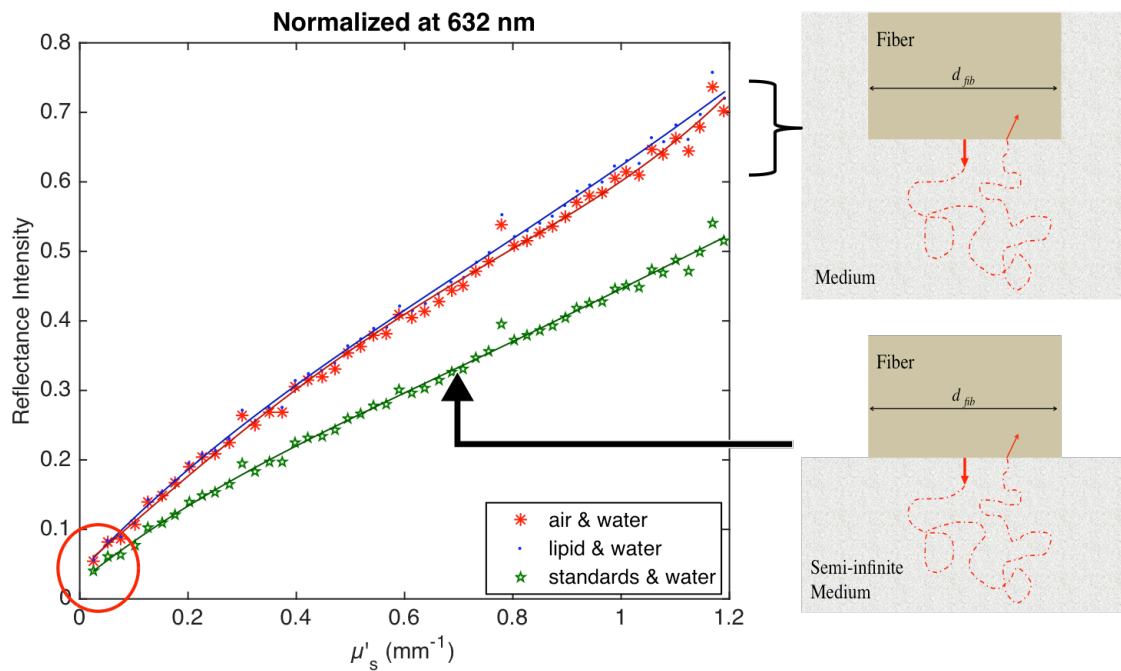 Normalized at 632 nm
Reflectance Intensity
0.8
0.7
0.6
0.5
0.4
0.3
0.2
0.1
0
0 0.2 0.4 0.6 0.8 1 1.2
μ's (mm-1)
air & water
lipid & water
standards & water
Fiber
d fib
Medium
Fiber
d fib
Semi-infinite
Medium